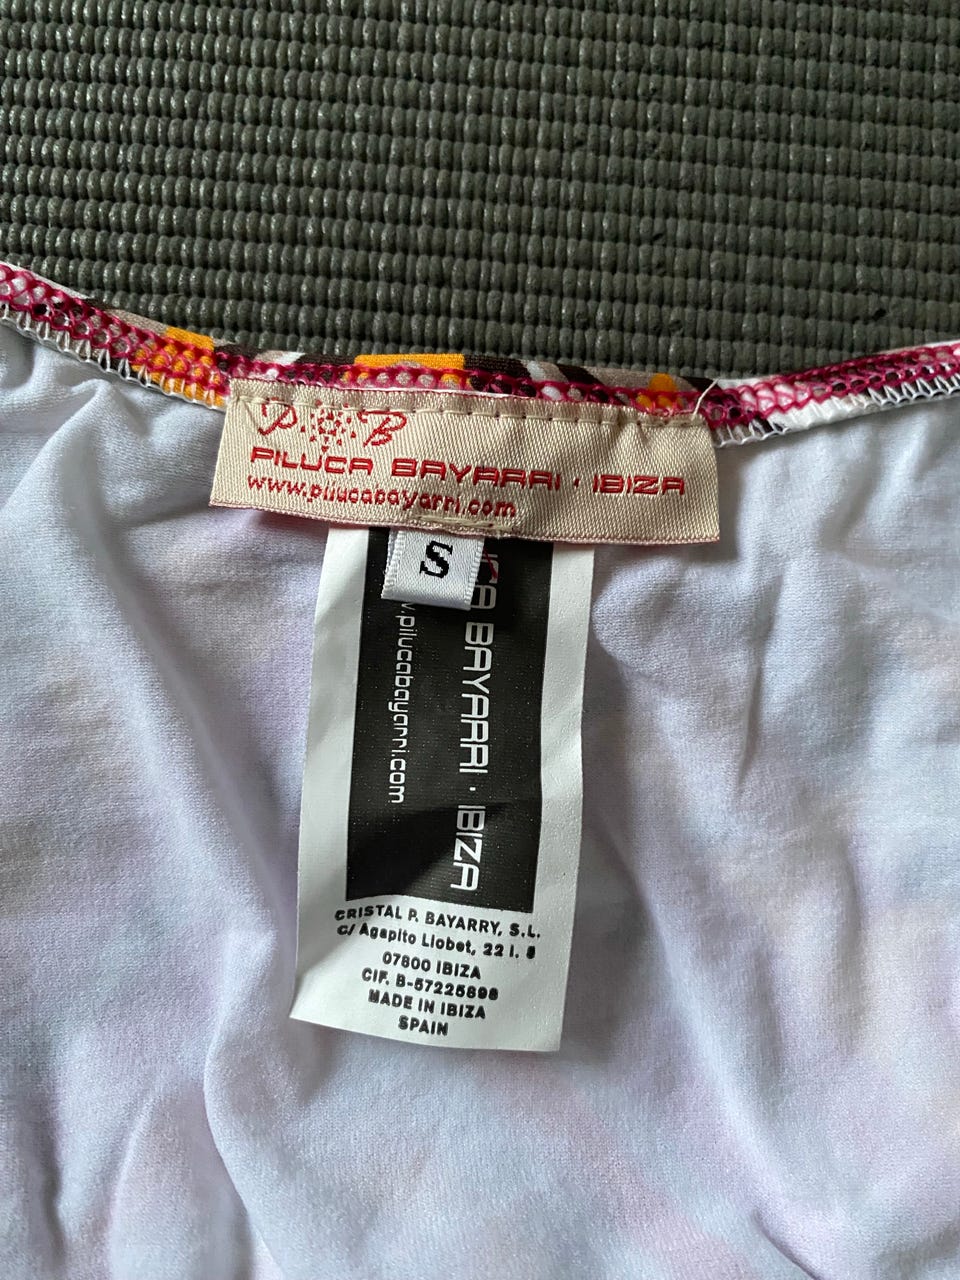 P B
PILUCA BAYARRI · IBIZA
www.pilucabayarri.com
S
BAYARRI · IBIZA
.pilucabayarri.com
CRISTAL P. BAYARRY, S.L.
C/ Agapito Llobet, 22 l.
07800 IBIZA
CIF. B-57225898
MADE IN IBIZA
SPAIN